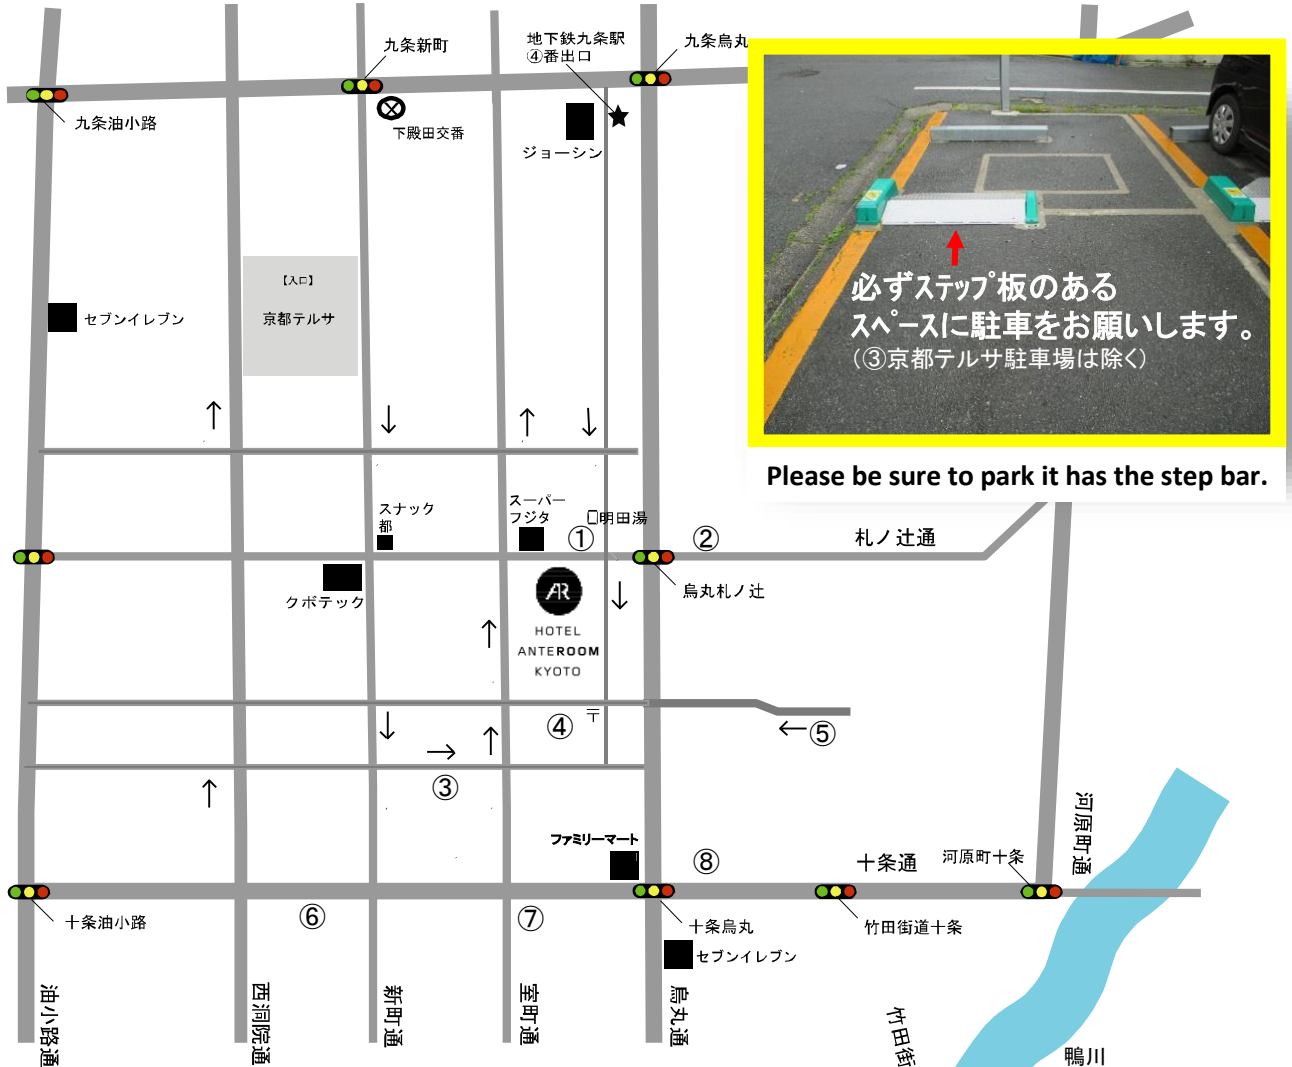 九条新町
地下鉄九条駅
④番出口
九条烏丸
九条油小路
下殿田交番
ジョーシン
【入口】
京都テルサ
セブンイレブン
必ずステップ板のある
スペースに駐車をお願いします。
(③京都テルサ駐車場は除く)
Please be sure to park it has the step bar.
スナック
都
スーパー
フジタ
明田湯
①
②
札ノ辻通
クボテック
烏丸札ノ辻
AR
HOTEL
ANTEROOM
KYOTO
④
〒
⑤
③
ファミリーマート
⑧
十条通
河原町十条
河原町通
十条油小路
⑥
⑦
十条烏丸
竹田街道十条
セブンイレブン
油小路通
西洞院通
新町通
室町通
烏丸通
竹田街
鴨川